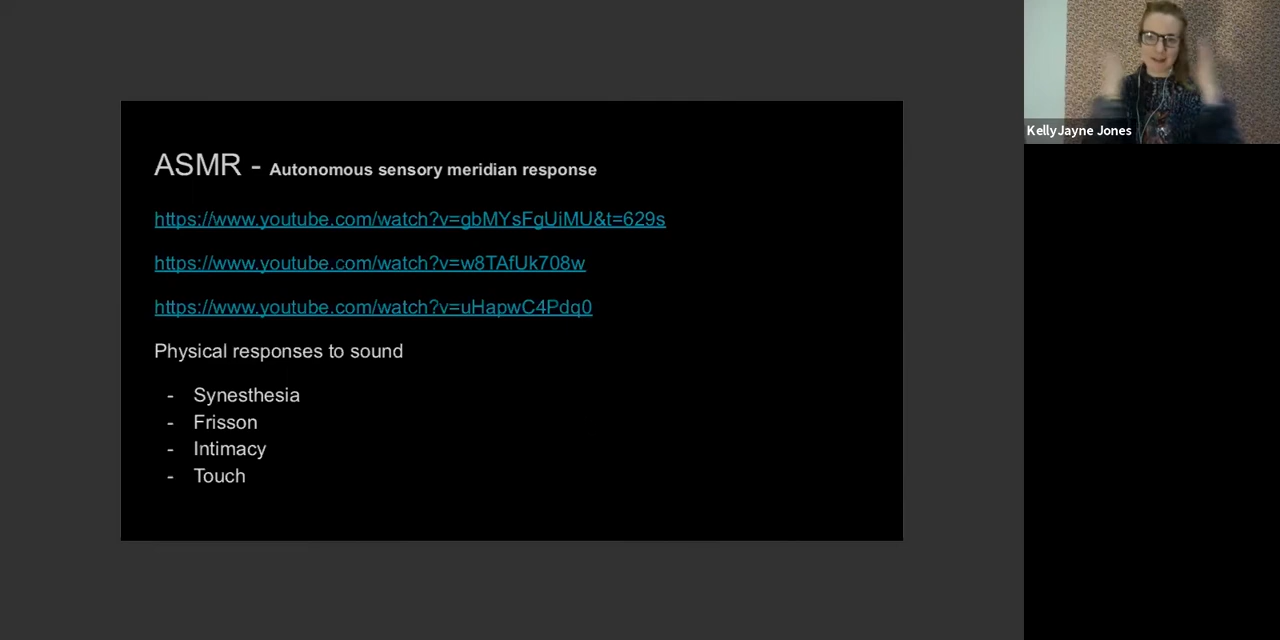 ASMR - Autonomous sensory meridian response
https://www.youtube.com/watch?v=gbMYsFgUiMU&t=629s
https://www.youtube.com/watch?v=w8TAfUk708w
https://www.youtube.com/watch?v=uHapwC4Pdq0
Physical responses to sound
- Synesthesia
- Frisson
- Intimacy
- Touch
KellyJayne Jones